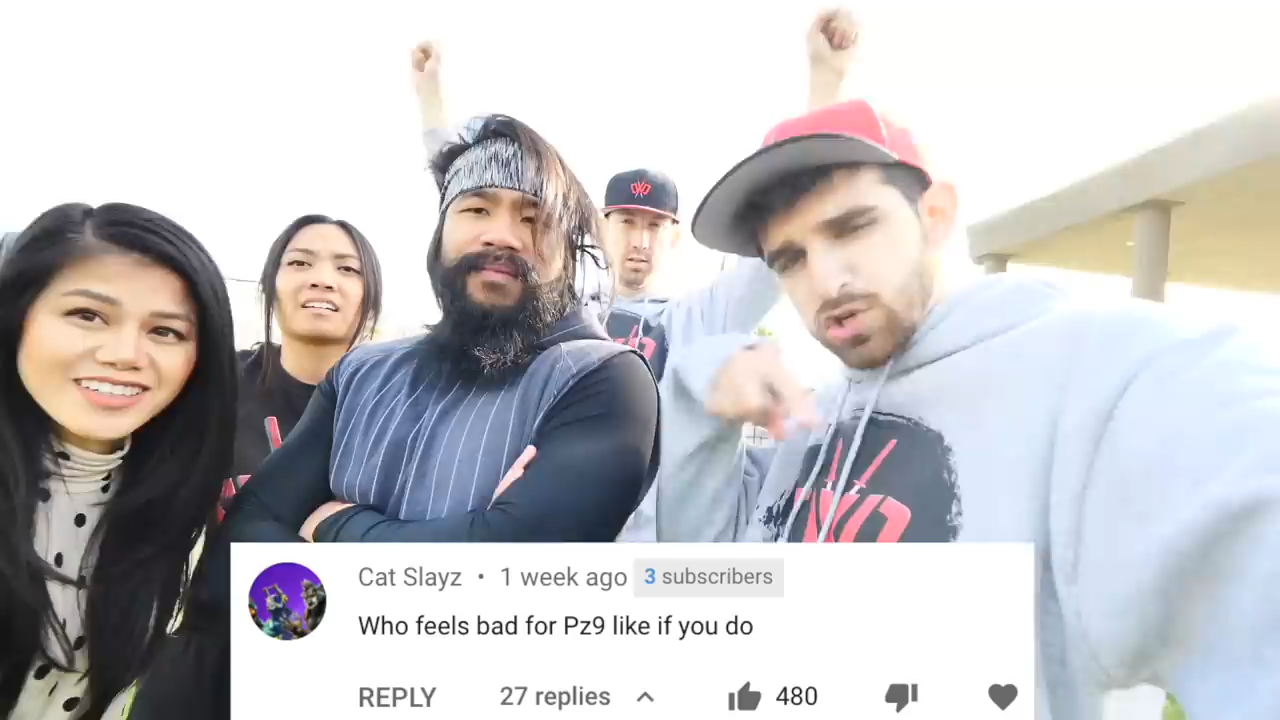 Cat Slayz • 1 week ago 3 subscribers
Who feels bad for Pz9 like if you do
REPLY 27 replies 480